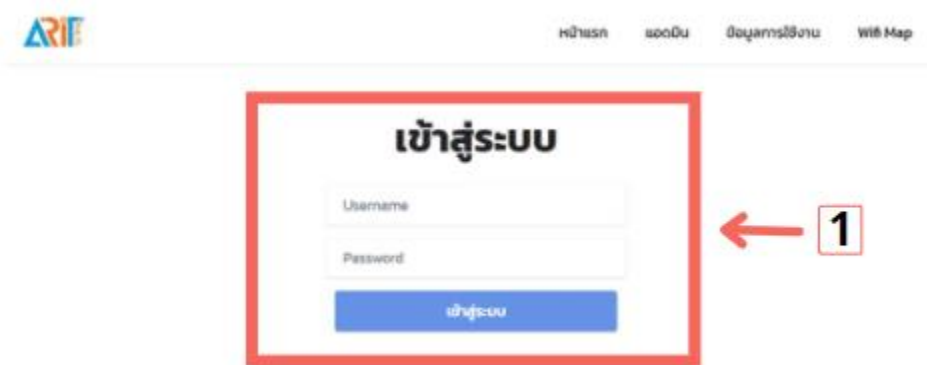 ARIT
หน้าแรก แอดมิน ข้อมูลการใช้งาน Wifi Map
เข้าสู่ระบบ
Username
1
Password
เข้าสู่ระบบ